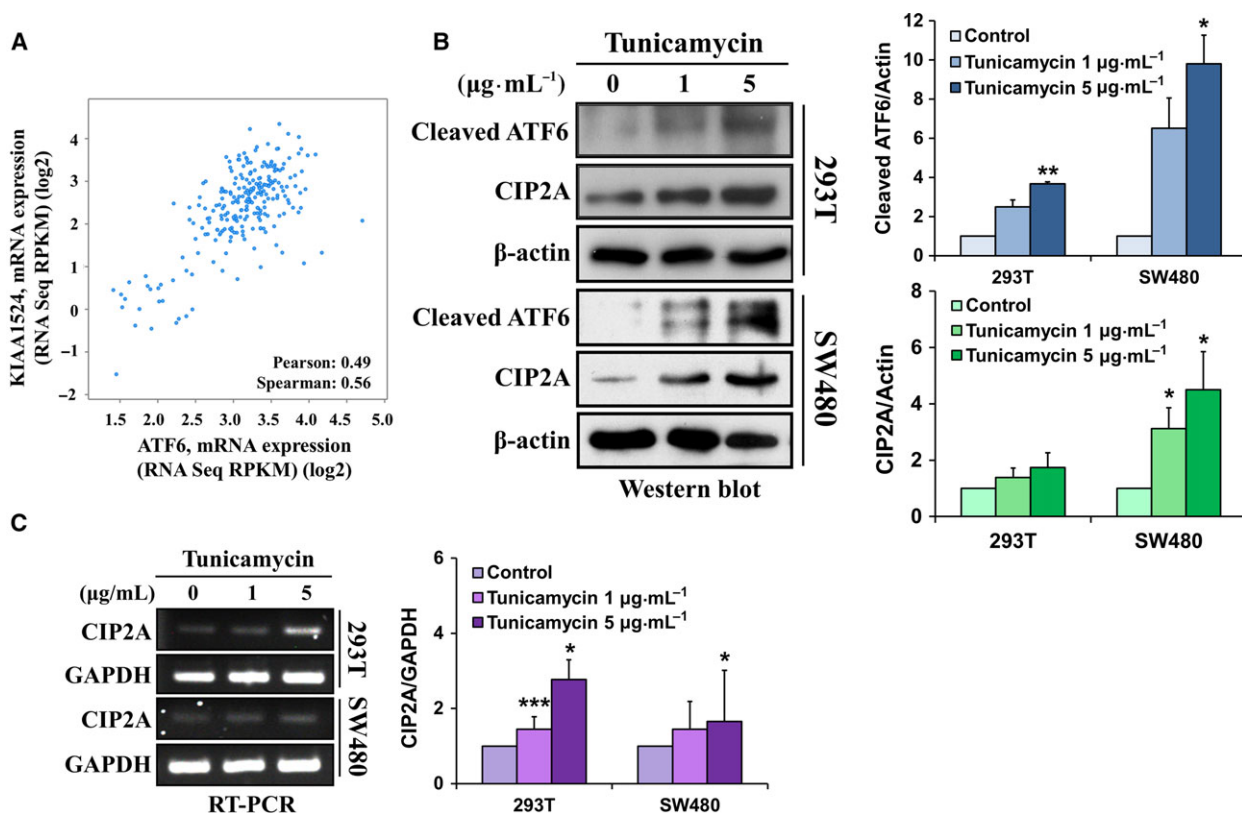 A
KIAA1524, mRNA expression
(RNA Seq RPKM) (log2)
4
3
2
1
0
−1
−2
Pearson: 0.49
Spearman: 0.56
1.5 2.0 2.5 3.0 3.5 4.0 4.5 5.0
ATF6, mRNA expression
(RNA Seq RPKM) (log2)
B
Tunicamycin
(µg·mL⁻¹) 0 1 5
Cleaved ATF6
CIP2A
β-actin
293T
Cleaved ATF6
CIP2A
β-actin
SW480
Western blot
Cleaved ATF6/Actin
12
10
8
6
4
2
0
Control
Tunicamycin 1 µg·mL⁻¹
Tunicamycin 5 µg·mL⁻¹
**
*
293T SW480
CIP2A/Actin
8
6
4
2
0
Control
Tunicamycin 1 µg·mL⁻¹
Tunicamycin 5 µg·mL⁻¹
*
*
293T SW480
C
Tunicamycin
(µg/mL) 0 1 5
CIP2A
GAPDH
293T
CIP2A
GAPDH
SW480
RT-PCR
CIP2A/GAPDH
6
4
2
0
Control
Tunicamycin 1 µg·mL⁻¹
Tunicamycin 5 µg·mL⁻¹
***
*
*
293T SW480